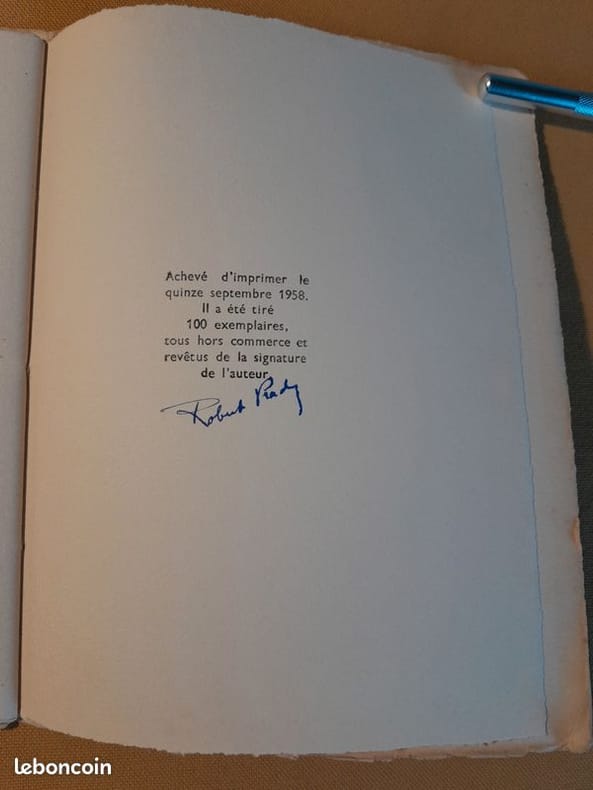 Achevé d'imprimer le
quinze septembre 1958.
Il a été tiré
100 exemplaires,
tous hors commerce et
revêtus de la signature
de l'auteur.
Robert Prady
leboncoin